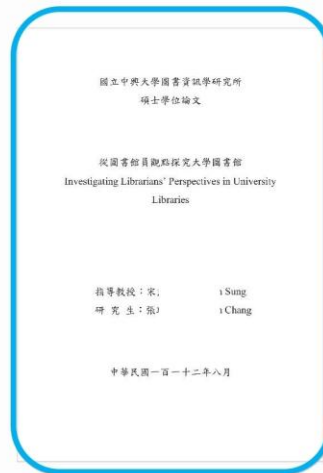 國立中興大學圖書資訊學研究所
碩士學位論文
從圖書館員觀點探究大學圖書館
Investigating Librarians' Perspectives in University
Libraries
指導教授：宋 Sung
研 究 生：張 Chang
中華民國一百一十二年八月